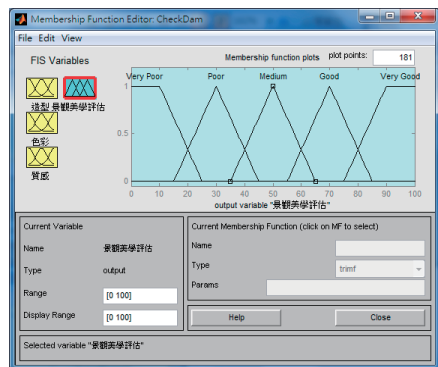 Membership Function Editor: CheckDam
File Edit View
FIS Variables
Membership function plots plot points: 181
造型 景觀美學評估
色彩
質感
Very Poor Poor Medium Good Very Good
1
0.5
0
0 10 20 30 40 50 60 70 80 90 100
output variable "景觀美學評估"
Current Variable
Name 景觀美學評估
Type output
Range [0 100]
Display Range [0 100]
Current Membership Function (click on MF to select)
Name
Type trimf
Params
Help Close
Selected variable "景觀美學評估"